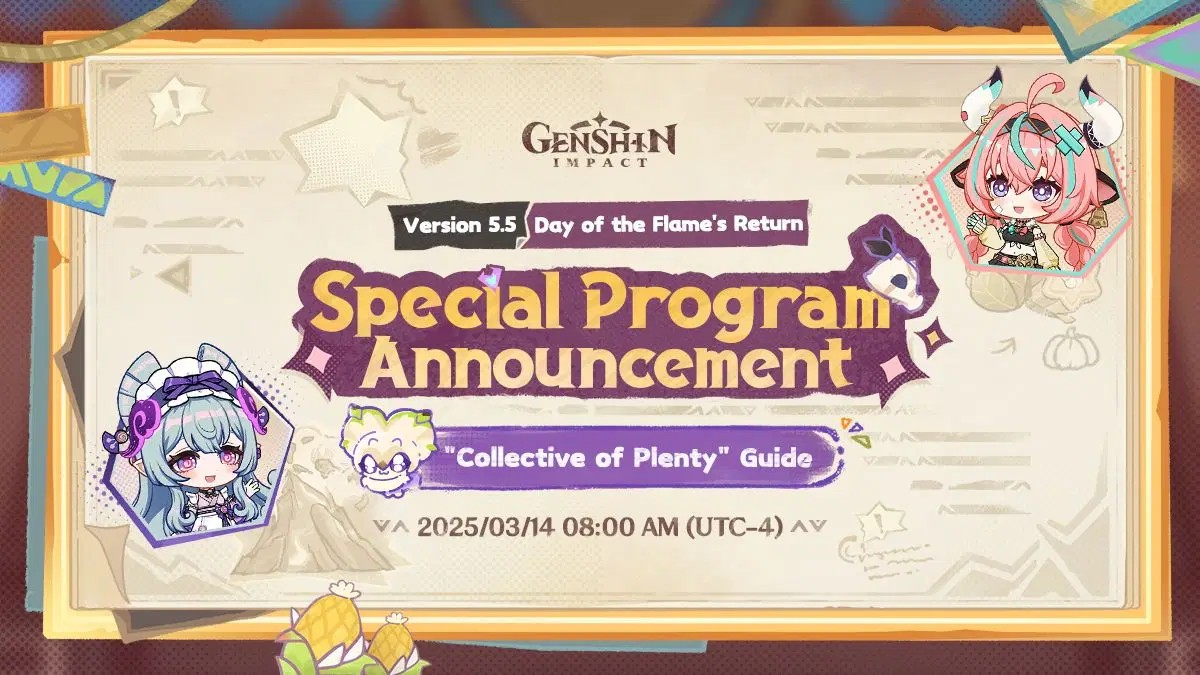 GENSHIN
IMPACT
Version 5.5 Day of the Flame's Return
Special Program
Announcement
"Collective of Plenty" Guide
2025/03/14 08:00 AM (UTC-4)